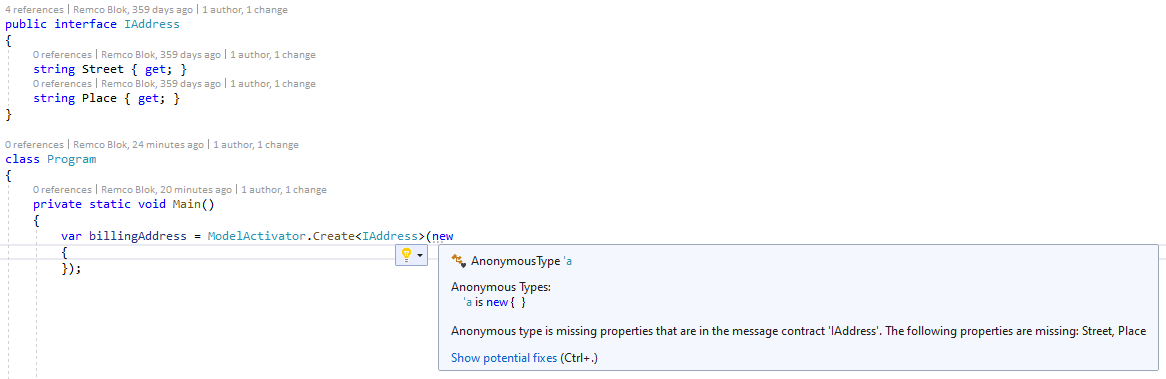 4 references | Remco Blok, 359 days ago | 1 author, 1 change
public interface IAddress
{
0 references | Remco Blok, 359 days ago | 1 author, 1 change
string Street { get; }
0 references | Remco Blok, 359 days ago | 1 author, 1 change
string Place { get; }
}
0 references | Remco Blok, 24 minutes ago | 1 author, 1 change
class Program
{
0 references | Remco Blok, 20 minutes ago | 1 author, 1 change
private static void Main()
{
var billingAddress = ModelActivator.Create<IAddress>(new
{
});
AnonymousType 'a
Anonymous Types:
'a is new { }
Anonymous type is missing properties that are in the message contract 'IAddress'. The following properties are missing: Street, Place
Show potential fixes (Ctrl+.)